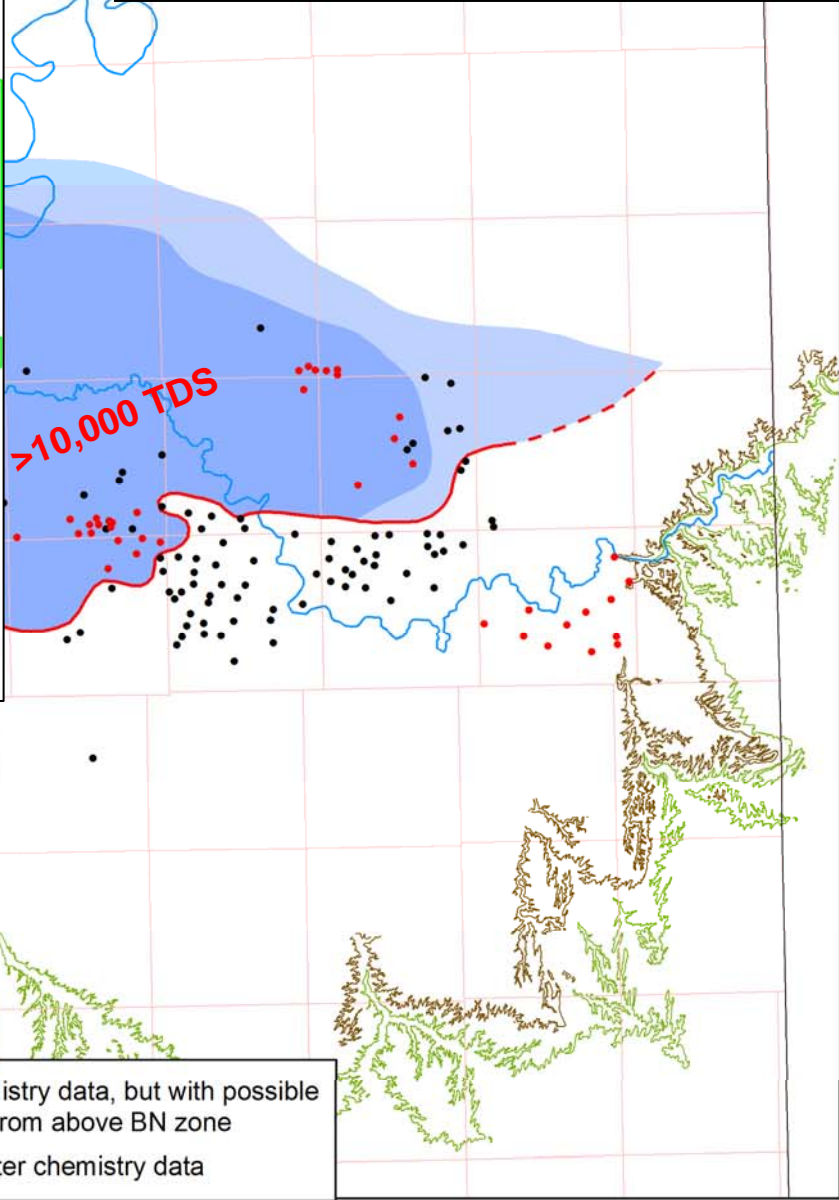 >10,000 TDS
istry data, but with possible
rom above BN zone
ter chemistry data